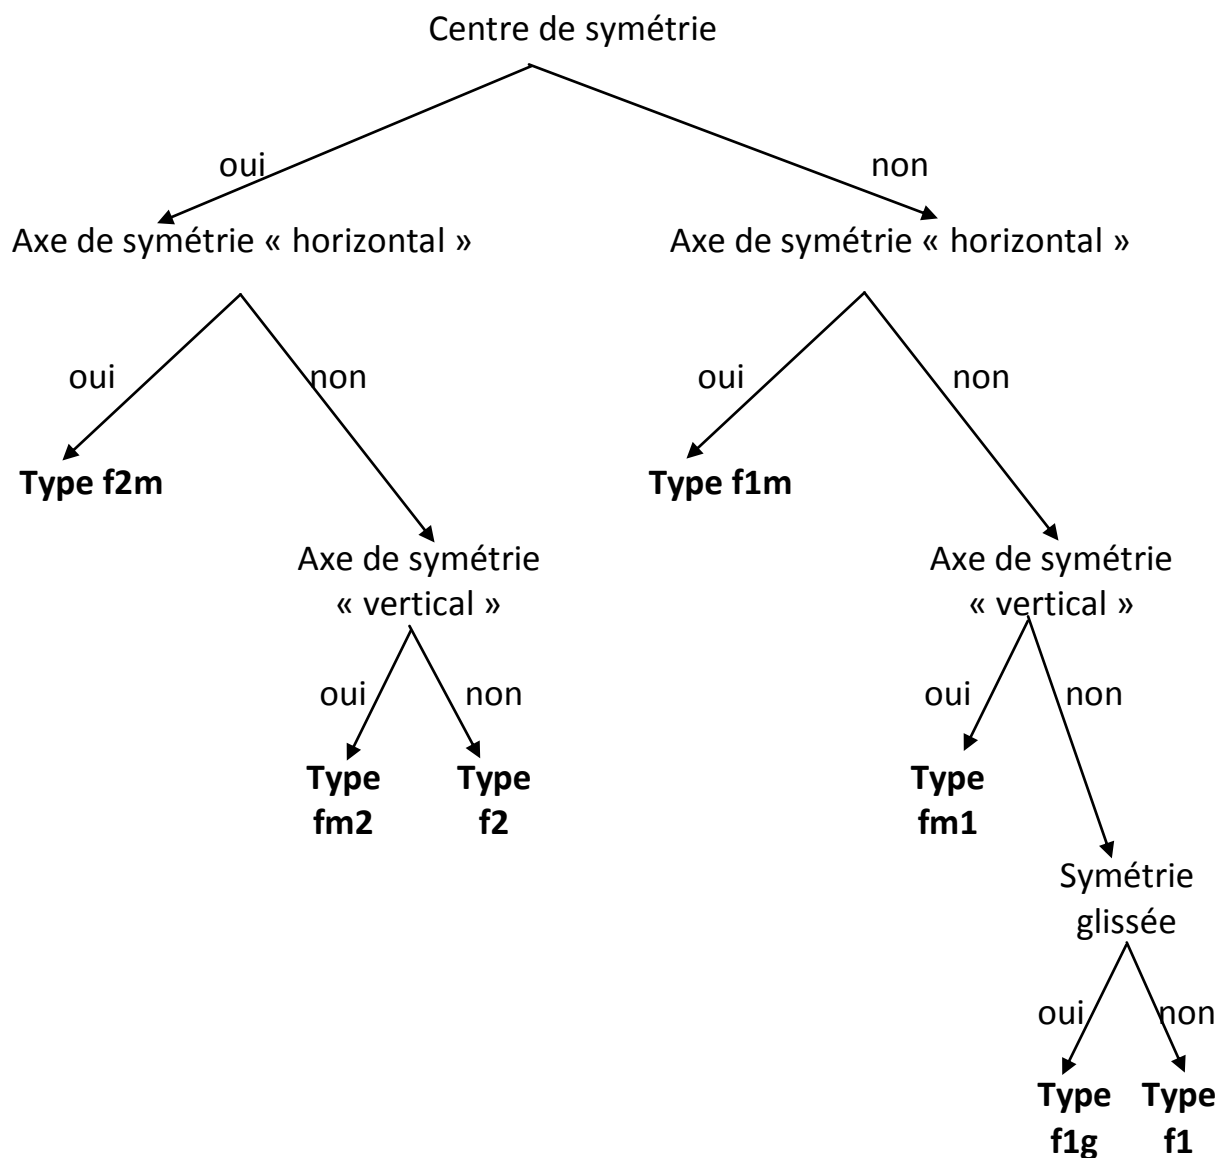 Centre de symétrie
oui
non
Axe de symétrie « horizontal »
Axe de symétrie « horizontal »
oui
non
oui
non
Type f2m
Type f1m
Axe de symétrie
« vertical »
Axe de symétrie
« vertical »
oui
non
oui
non
Type
fm2
Type
f2
Type
fm1
Symétrie
glissée
oui
non
Type
f1g
Type
f1